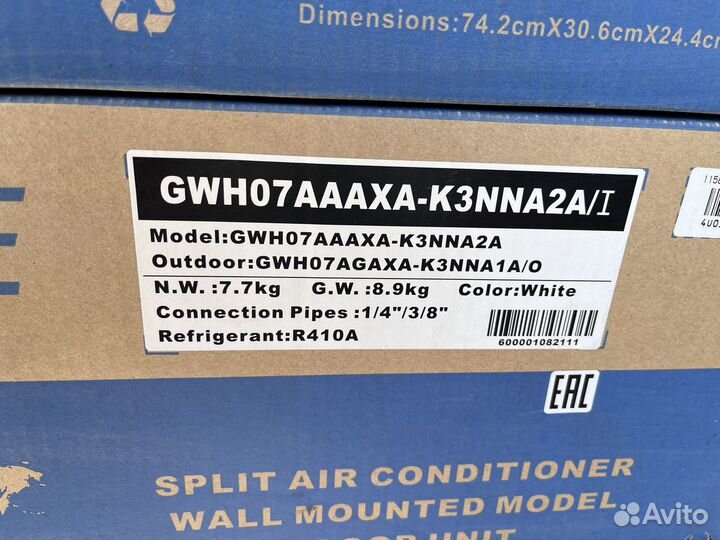 Dimensions:74.2cmX30.6cmX24.4cm
GWH07AAAXA-K3NNA2A/I
Model:GWH07AAAXA-K3NNA2A
Outdoor:GWH07AGAXA-K3NNA1A/O
N.W. :7.7kg G.W. :8.9kg Color:White
Connection Pipes :1/4"/3/8"
Refrigerant:R410A
600001082111
EAC
SPLIT AIR CONDITIONER
WALL MOUNTED MODEL
UNIT
Avito